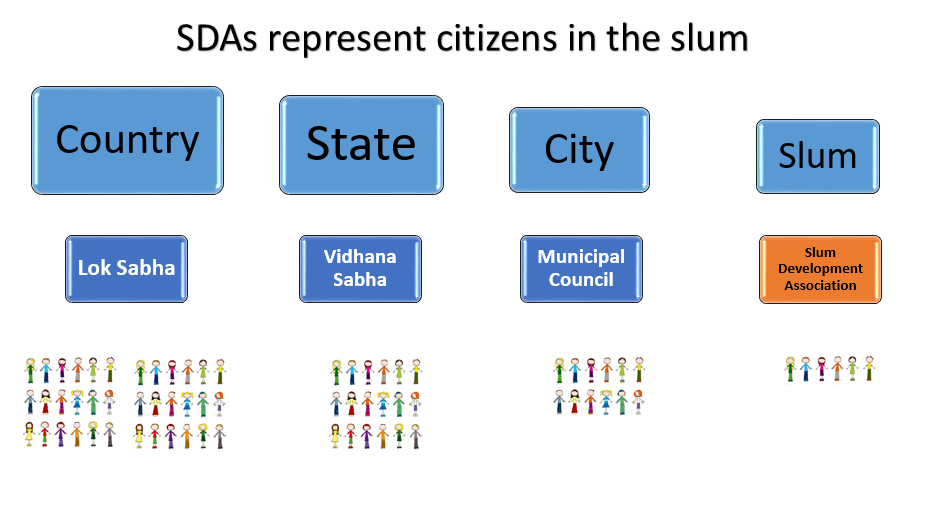 SDAs represent citizens in the slum
Country
State
City
Slum
Lok Sabha
Vidhana
Sabha
Municipal
Council
Slum
Development
Association